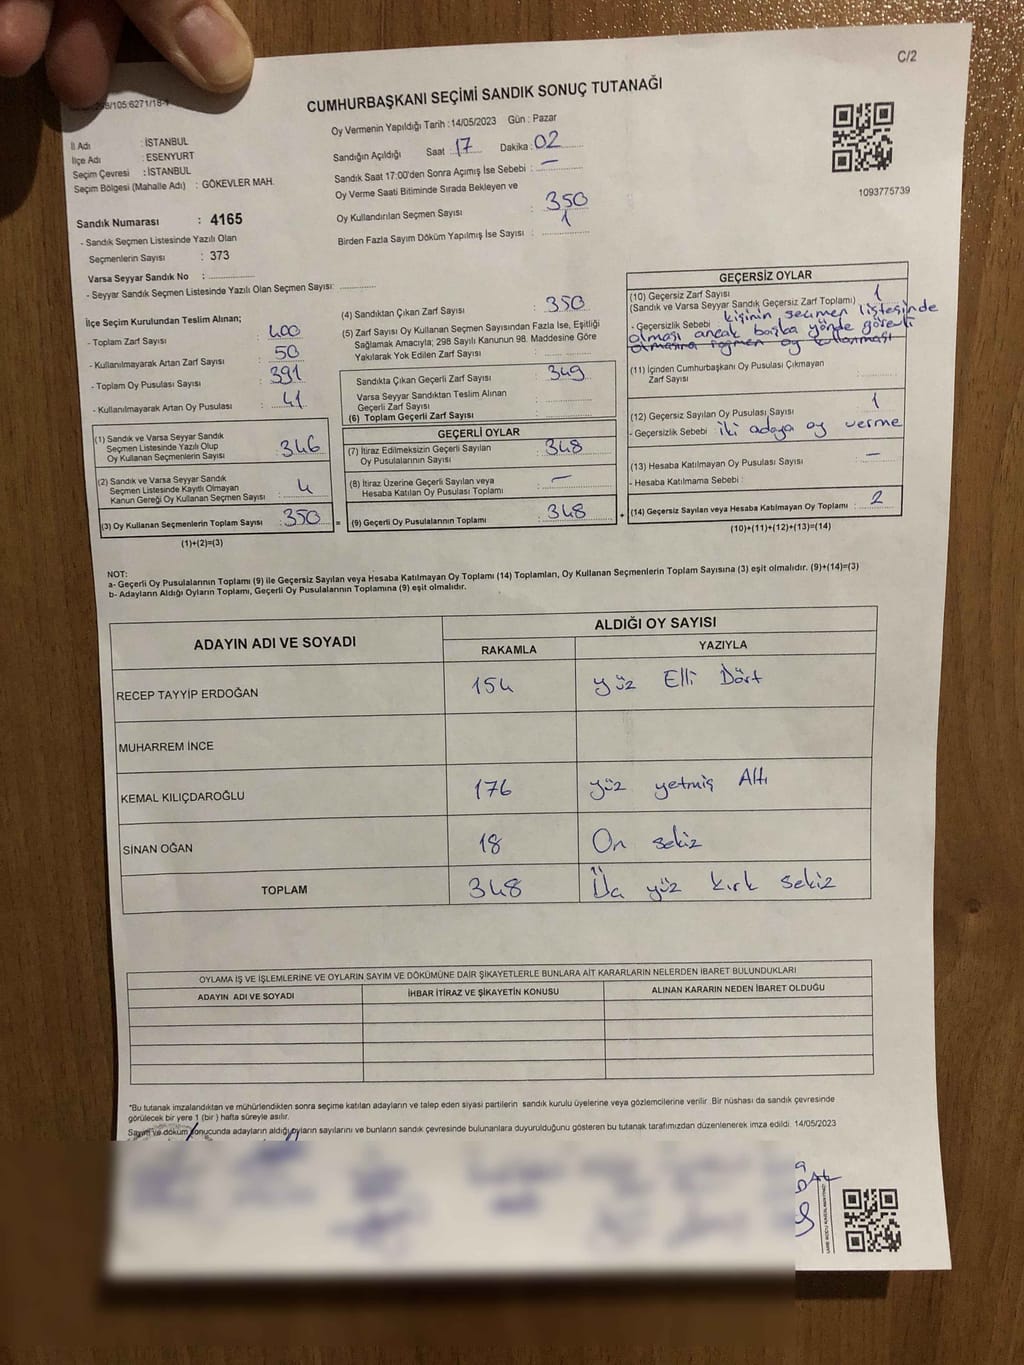 C/2
CUMHURBAŞKANI SEÇİMİ SANDIK SONUÇ TUTANAĞI
İl Adı : İSTANBUL
İlçe Adı : ESENYURT
Seçim Çevresi : İSTANBUL
Seçim Bölgesi (Mahalle Adı) : GÖKEVLER MAH.
Sandık Numarası : 4165
- Sandık Seçmen Listesinde Yazılı Olan
Seçmenlerin Sayısı : 373
Varsa Seyyar Sandık No :
- Seyyar Sandık Seçmen Listesinde Yazılı Olan Seçmen Sayısı:
Oy Vermenin Yapıldığı Tarih :14/05/2023 Gün : Pazar
Sandığın Açıldığı Saat 17 Dakika : 02
Sandık Saat 17:00'den Sonra Açımış İse Sebebi : —
Oy Verme Saati Bitiminde Sırada Bekleyen ve
Oy Kullandırılan Seçmen Sayısı : 350
Birden Fazla Sayım Döküm Yapılmış İse Sayısı : 1
1093775739
İlçe Seçim Kurulundan Teslim Alınan;
- Toplam Zarf Sayısı : 400
- Kullanılmayarak Artan Zarf Sayısı : 50
- Toplam Oy Pusulası Sayısı : 391
- Kullanılmayarak Artan Oy Pusulası : 41
(1) Sandık ve Varsa Seyyar Sandık
Seçmen Listesinde Yazılı Olup
Oy Kullanan Seçmenlerin Sayısı : 346
(2) Sandık ve Varsa Seyyar Sandık
Seçmen Listesinde Kayıtlı Olmayan
Kanun Gereği Oy Kullanan Seçmen Sayısı : 4
(3) Oy Kullanan Seçmenlerin Toplam Sayısı : 350 =
(1)+(2)=(3)
(4) Sandıktan Çıkan Zarf Sayısı : 350
(5) Zarf Sayısı Oy Kullanan Seçmen Sayısından Fazla İse, Eşitliği
Sağlamak Amacıyla; 298 Sayılı Kanunun 98. Maddesine Göre
Yakılarak Yok Edilen Zarf Sayısı :
Sandıkta Çıkan Geçerli Zarf Sayısı : 349
Varsa Seyyar Sandıktan Teslim Alınan
Geçerli Zarf Sayısı :
(6) Toplam Geçerli Zarf Sayısı :
GEÇERLİ OYLAR
(7) İtiraz Edilmeksizin Geçerli Sayılan
Oy Pusulalarının Sayısı : 348
(8) İtiraz Üzerine Geçerli Sayılan veya
Hesaba Katılan Oy Pusulası Toplamı : —
(9) Geçerli Oy Pusulalarının Toplamı : 348 +
GEÇERSİZ OYLAR
(10) Geçersiz Zarf Sayısı
(Sandık ve Varsa Seyyar Sandık Geçersiz Zarf Toplamı) : 1
- Geçersizlik Sebebi : kişinin seçmen listesinde
olması ancak başka yönde görevli
olmasına rağmen oy kullanması
(11) İçinden Cumhurbaşkanı Oy Pusulası Çıkmayan
Zarf Sayısı :
(12) Geçersiz Sayılan Oy Pusulası Sayısı : 1
- Geçersizlik Sebebi : iki adaya oy verme
(13) Hesaba Katılmayan Oy Pusulası Sayısı : —
- Hesaba Katılmama Sebebi :
(14) Geçersiz Sayılan veya Hesaba Katılmayan Oy Toplamı : 2
(10)+(11)+(12)+(13)=(14)
NOT:
a- Geçerli Oy Pusulalarının Toplamı (9) ile Geçersiz Sayılan veya Hesaba Katılmayan Oy Toplamı (14) Toplamları, Oy Kullanan Seçmenlerin Toplam Sayısına (3) eşit olmalıdır. (9)+(14)=(3)
b- Adayların Aldığı Oyların Toplamı, Geçerli Oy Pusulalarının Toplamına (9) eşit olmalıdır.
ADAYIN ADI VE SOYADI
ALDIĞI OY SAYISI
RAKAMLA YAZIYLA
RECEP TAYYİP ERDOĞAN 154 yüz Elli Dört
MUHARREM İNCE
KEMAL KILIÇDAROĞLU 176 yüz yetmiş Altı
SİNAN OĞAN 18 On sekiz
TOPLAM 348 yüz kırk sekiz
OYLAMA İŞ VE İŞLEMLERİNE VE OYLARIN SAYIM VE DÖKÜMÜNE DAİR ŞİKAYETLERLE BUNLARA AİT KARARLARIN NELERDEN İBARET BULUNDUKLARI
ADAYIN ADI VE SOYADI İHBAR İTİRAZ VE ŞİKAYETİN KONUSU ALINAN KARARIN NEDEN İBARET OLDUĞU
*Bu tutanak imzalandıktan ve mühürlendikten sonra seçime katılan adayların ve talep eden siyasi partilerin sandık kurulu üyelerine veya gözlemcilerine verilir. Bir nüshası da sandık çevresinde
görülecek bir yere 1 (bir) hafta süreyle asılır.
Sayım ve döküm sonucunda adayların aldığı oyların sayılarını ve bunların sandık çevresinde bulunanlara duyurulduğunu gösteren bu tutanak tarafımızdan düzenlenerek imza edildi. 14/05/2023